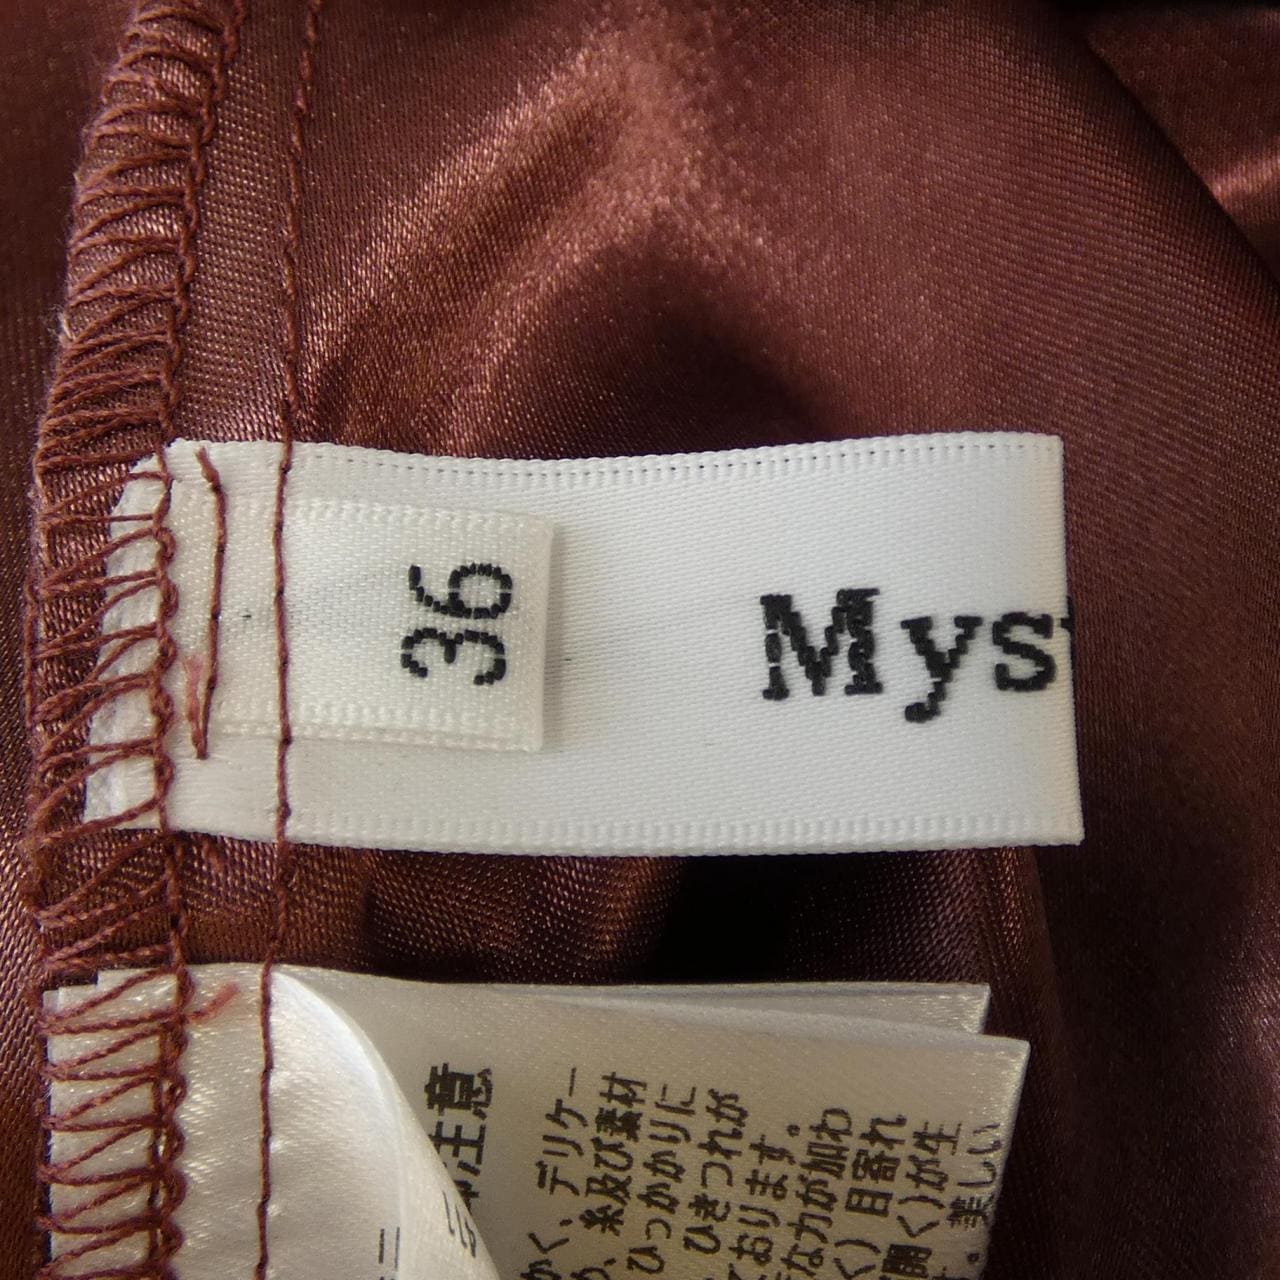 36
Mys
注意
かく、デリケー
め、糸及び素材
ひっかかりに
ひきつれが
ております。
な力が加わ
く)目寄れ
開く)が生
。美しい